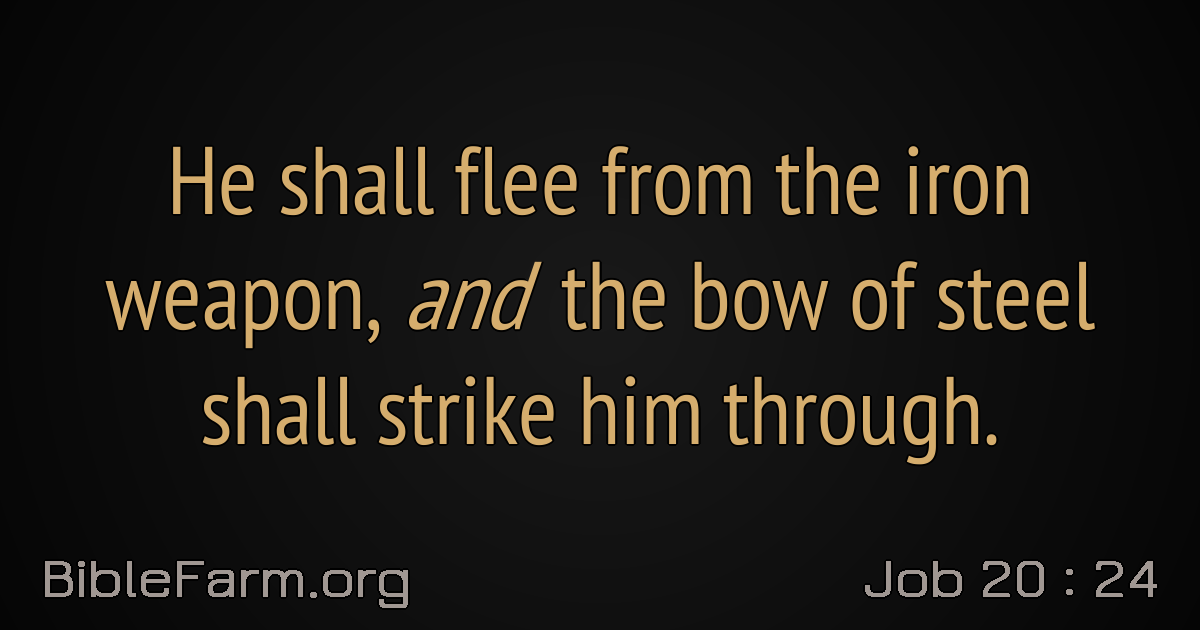 He shall flee from the iron
weapon, and the bow of steel
shall strike him through.
BibleFarm.org
Job 20 : 24